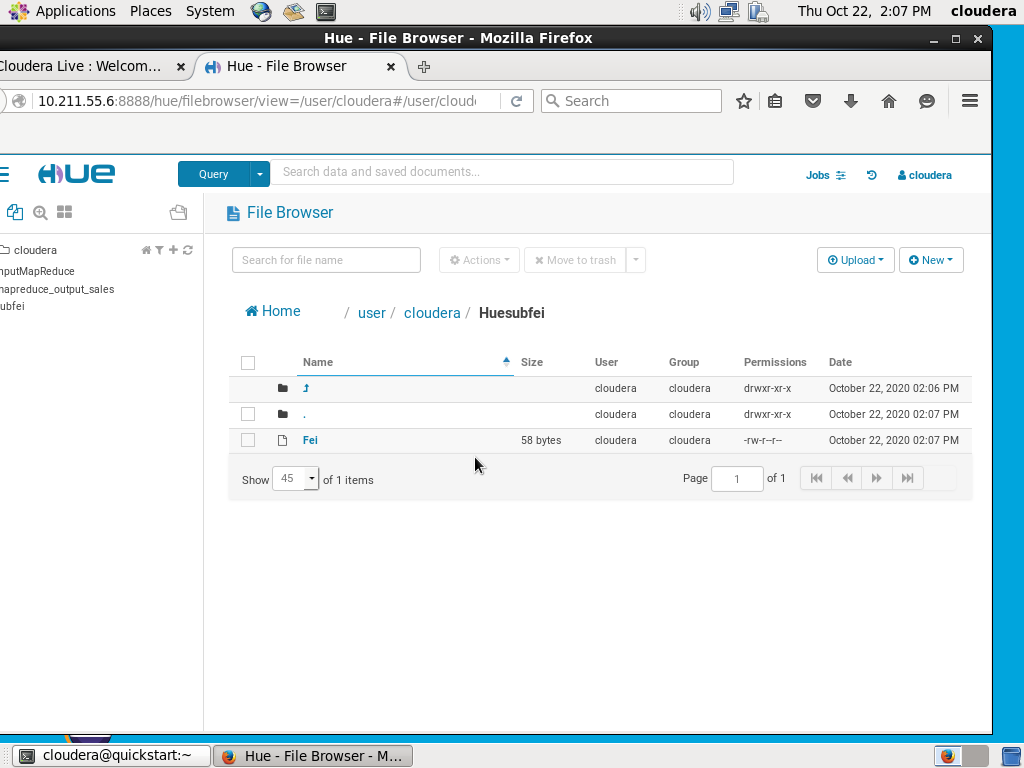 Applications Places System Thu Oct 22, 2:07 PM cloudera
Hue - File Browser - Mozilla Firefox
Cloudera Live : Welcom... Hue - File Browser
10.211.55.6:8888/hue/filebrowser/view=/user/cloudera#/user/cloud Search
HUE Query Search data and saved documents... Jobs cloudera
File Browser
cloudera
nputMapReduce
mapreduce_output_sales
ubfei
Search for file name Actions Move to trash Upload New
Home / user / cloudera / Huesubfei
Name Size User Group Permissions Date
cloudera cloudera drwxr-xr-x October 22, 2020 02:06 PM
. cloudera cloudera drwxr-xr-x October 22, 2020 02:07 PM
Fei 58 bytes cloudera cloudera -rw-r--r-- October 22, 2020 02:07 PM
Show 45 of 1 items Page 1 of 1
cloudera@quickstart:~ Hue - File Browser - M...